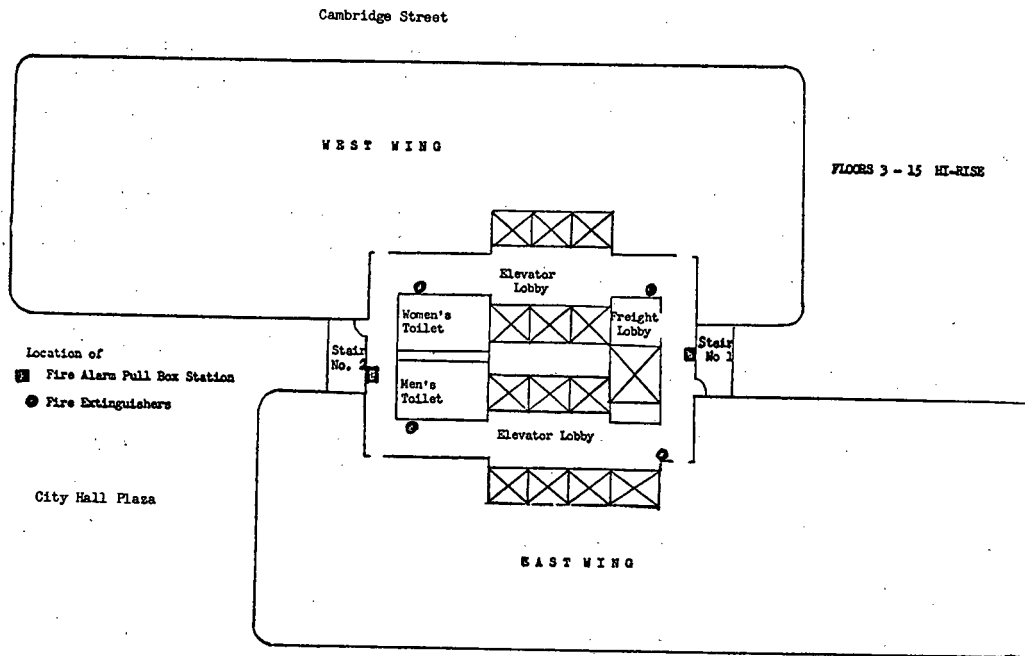 Cambridge Street
WEST WING
FLOORS 3 - 15 HI-RISE
Elevator
Lobby
Women's
Toilet
Freight
Lobby
Stair
No. 2
Stair
No 1
Location of
Fire Alarm Pull Box Station
Fire Extinguishers
Men's
Toilet
Elevator Lobby
City Hall Plaza
EAST WING